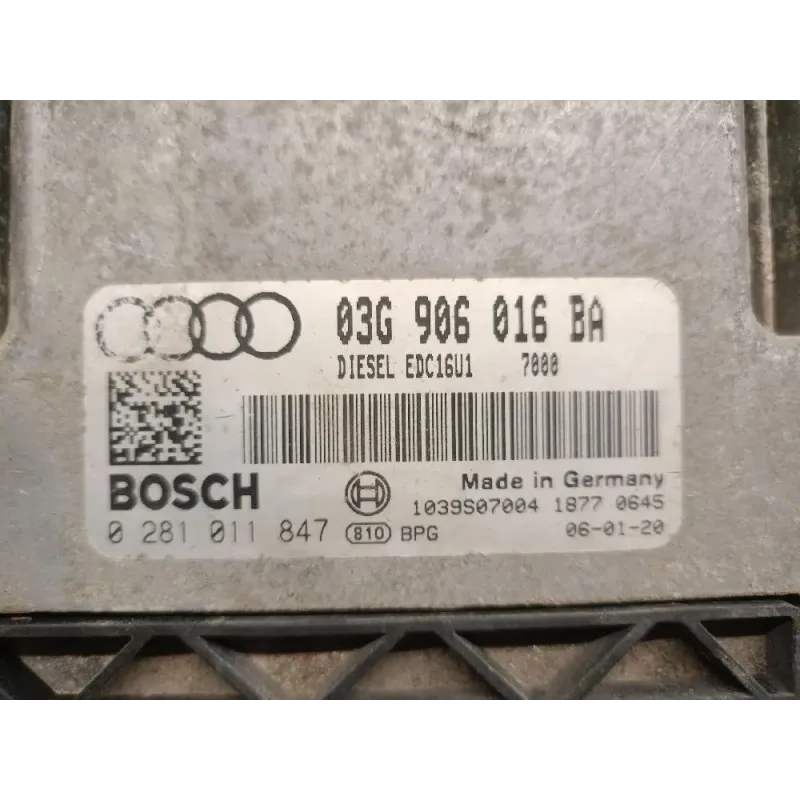 03G 906 016 BA
DIESEL EDC16U1 7000
BOSCH
Made in Germany
1039S07004 1877 0645
0 281 011 847 810 BPG 06-01-20